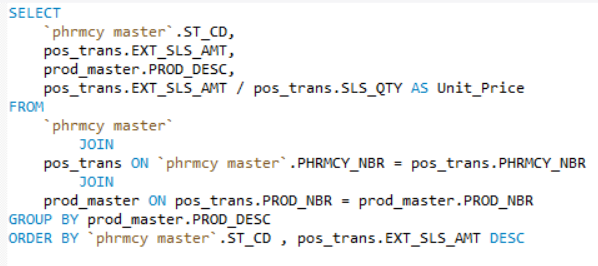 SELECT
    `phrmcy master`.ST_CD,
    pos_trans.EXT_SLS_AMT,
    prod_master.PROD_DESC,
    pos_trans.EXT_SLS_AMT / pos_trans.SLS_QTY AS Unit_Price
FROM
    `phrmcy master`
        JOIN
    pos_trans ON `phrmcy master`.PHRMCY_NBR = pos_trans.PHRMCY_NBR
        JOIN
    prod_master ON pos_trans.PROD_NBR = prod_master.PROD_NBR
GROUP BY prod_master.PROD_DESC
ORDER BY `phrmcy master`.ST_CD , pos_trans.EXT_SLS_AMT DESC